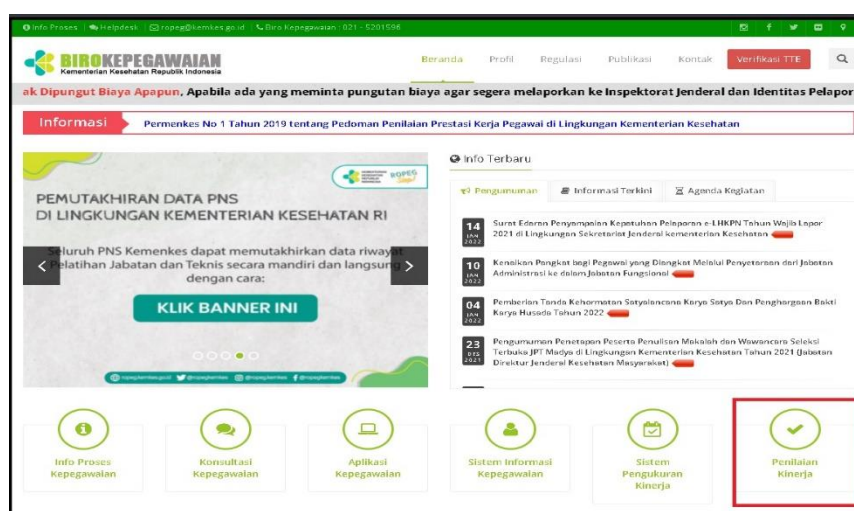 Info Proses | Helpdesk | ropeg@kemkes.go.id | Biro Kepegawaian : 021 - 5201596
BIROKEPEGAWAIAN
Kementerian Kesehatan Republik Indonesia
Beranda Profil Regulasi Publikasi Kontak Verifikasi TTE
ak Dipungut Biaya Apapun, Apabila ada yang meminta pungutan biaya agar segera melaporkan ke Inspektorat Jenderal dan Identitas Pelapor
Informasi Permenkes No 1 Tahun 2019 tentang Pedoman Penilaian Prestasi Kerja Pegawai di Lingkungan Kementerian Kesehatan
ROPEG
PEMUTAKHIRAN DATA PNS
DI LINGKUNGAN KEMENTERIAN KESEHATAN RI
Seluruh PNS Kemenkes dapat memutakhirkan data riwayat
Pelatihan Jabatan dan Teknis secara mandiri dan langsung
dengan cara:
KLIK BANNER INI
Info Terbaru
Pengumuman Informasi Terkini Agenda Kegiatan
14 JAN 2022
Surat Edaran Penyampaian Kepatuhan Pelaporan e-LHKPN Tahun Wajib Lapor
2021 di Lingkungan Sekretariat Jenderal kementerian Kesehatan
10 JAN 2022
Kenaikan Pangkat bagi Pegawai yang Diangkat Melalui Penyetaraan dari Jabatan
Administrasi ke dalam Jabatan Fungsional
04 JAN 2022
Pemberian Tanda Kehormatan Satyalancana Karya Satya Dan Penghargaan Bakti
Karya Husada Tahun 2022
23 DES 2021
Pengumuman Penetapan Peserta Penulisan Makalah dan Wawancara Seleksi
Terbuka JPT Madya di Lingkungan Kementerian Kesehatan Tahun 2021 (Jabatan
Direktur Jenderal Kesehatan Masyarakat)
Info Proses
Kepegawaian
Konsultasi
Kepegawaian
Aplikasi
Kepegawaian
Sistem Informasi
Kepegawaian
Sistem
Pengukuran
Kinerja
Penilaian
Kinerja